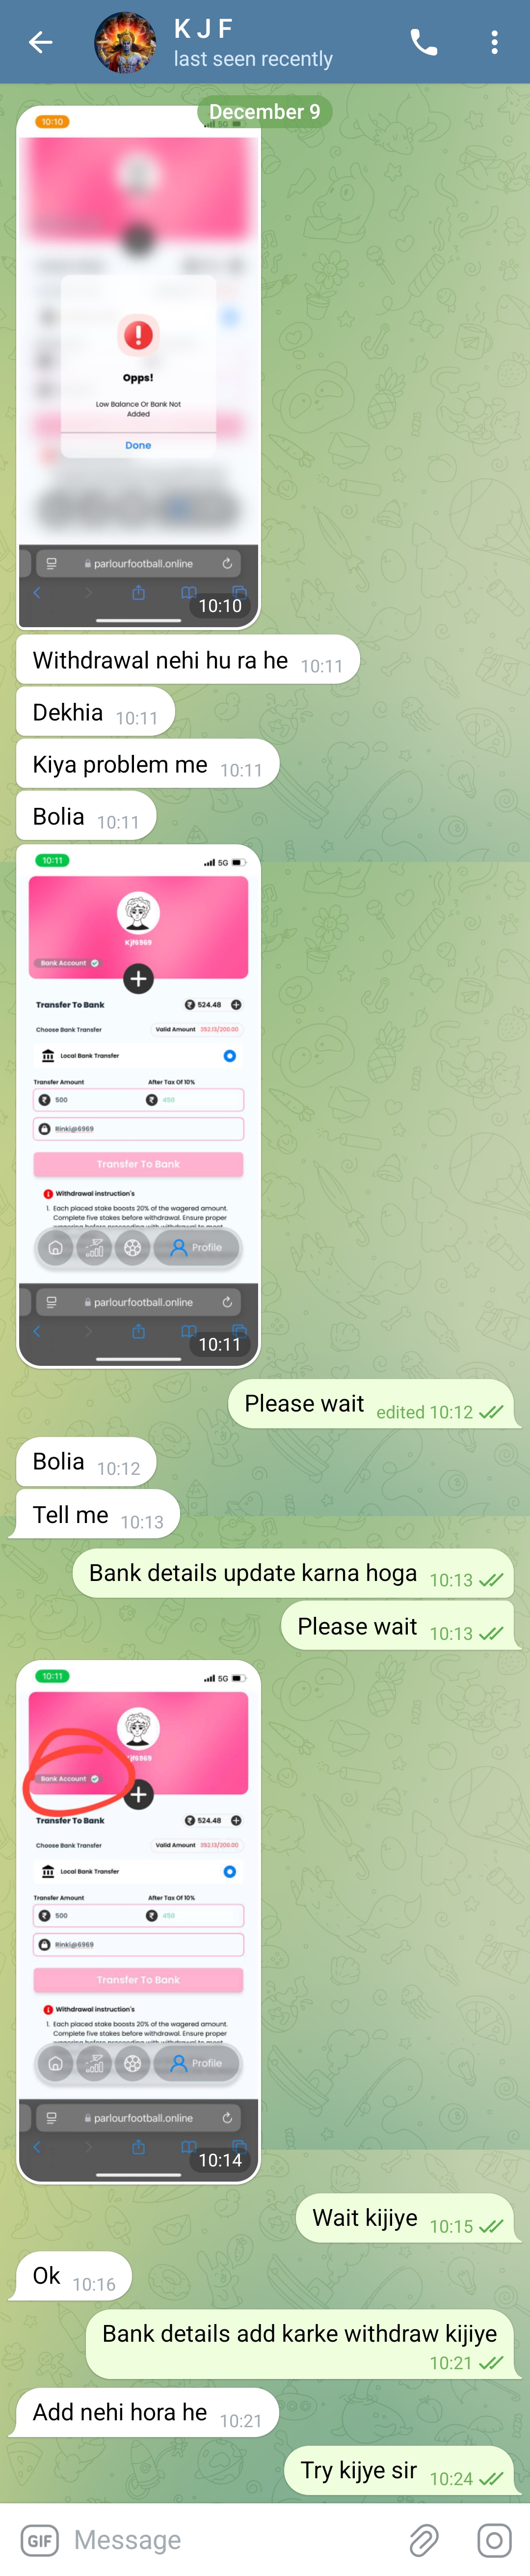 K J F
last seen recently
December 9
10:10
5G
Opps!
Low Balance Or Bank Not
Added
Done
parlourfootball.online
10:10
Withdrawal nehi hu ra he 10:11
Dekhia 10:11
Kiya problem me 10:11
Bolia 10:11
10:11 5G
Kjf6969
Bank Account
Transfer To Bank ₹ 524.48
Choose Bank Transfer Valid Amount 392.13/200.00
Local Bank Transfer
Transfer Amount After Tax Of 10%
₹ 500 ₹ 450
Rinki@6969
Transfer To Bank
Withdrawal instruction's
1. Each placed stake boosts 20% of the wagered amount.
Complete five stakes before withdrawal. Ensure proper
Profile
parlourfootball.online
10:11
Please wait edited 10:12
Bolia 10:12
Tell me 10:13
Bank details update karna hoga 10:13
Please wait 10:13
10:11 5G
Bank Account
Transfer To Bank ₹ 524.48
Choose Bank Transfer Valid Amount 392.13/200.00
Local Bank Transfer
Transfer Amount After Tax Of 10%
₹ 500 ₹ 450
Rinki@6969
Transfer To Bank
Withdrawal instruction's
1. Each placed stake boosts 20% of the wagered amount.
Complete five stakes before withdrawal. Ensure proper
Profile
parlourfootball.online
10:14
Wait kijiye 10:15
Ok 10:16
Bank details add karke withdraw kijiye
10:21
Add nehi hora he 10:21
Try kijye sir 10:24
GIF Message